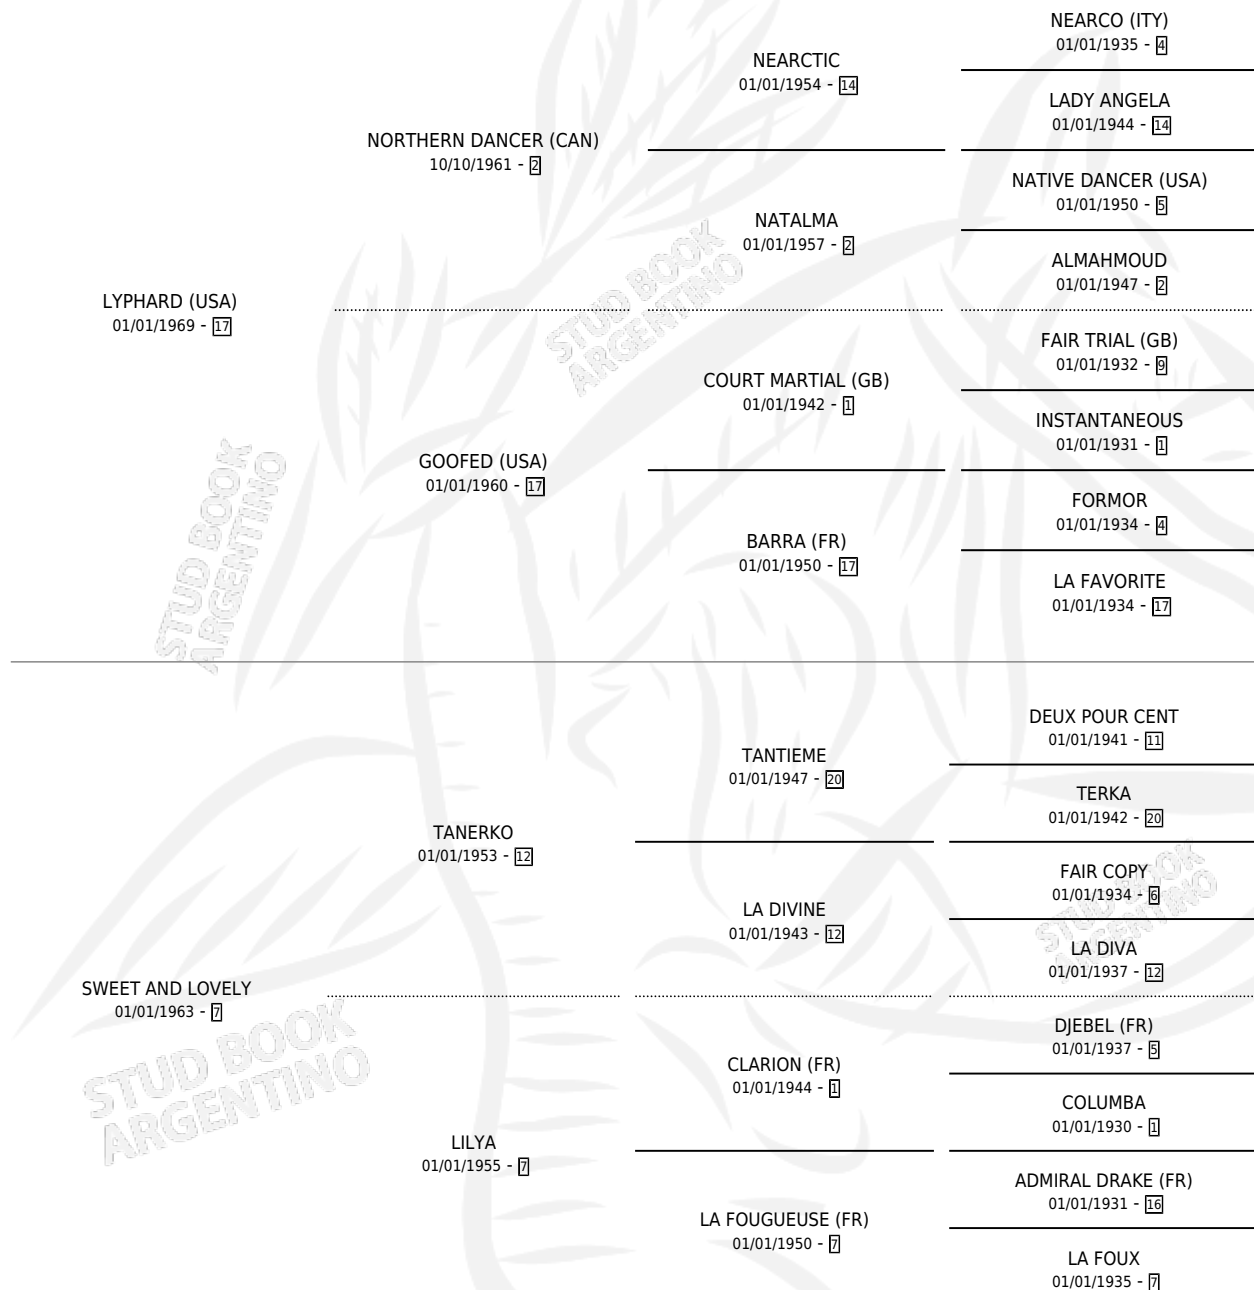 NEARCO (ITY)
01/01/1935 - 4
NEARCTIC
01/01/1954 - 14
LADY ANGELA
01/01/1944 - 14
NORTHERN DANCER (CAN)
10/10/1961 - 2
NATIVE DANCER (USA)
01/01/1950 - 5
NATALMA
01/01/1957 - 2
ALMAHMOUD
01/01/1947 - 2
LYPHARD (USA)
01/01/1969 - 17
STUD BOOK
ARGENTINO
FAIR TRIAL (GB)
01/01/1932 - 9
COURT MARTIAL (GB)
01/01/1942 - 1
INSTANTANEOUS
01/01/1931 - 1
GOOFED (USA)
01/01/1960 - 17
FORMOR
01/01/1934 - 4
BARRA (FR)
01/01/1950 - 17
LA FAVORITE
01/01/1934 - 17
STUD BOOK
ARGENTINO
DEUX POUR CENT
01/01/1941 - 11
TANTIEME
01/01/1947 - 20
TERKA
01/01/1942 - 20
TANERKO
01/01/1953 - 12
FAIR COPY
01/01/1934 - 6
LA DIVINE
01/01/1943 - 12
LA DIVA
01/01/1937 - 12
STUD BOOK
ARGENTINO
SWEET AND LOVELY
01/01/1963 - 7
STUD BOOK
ARGENTINO
DJEBEL (FR)
01/01/1937 - 5
CLARION (FR)
01/01/1944 - 1
COLUMBA
01/01/1930 - 1
LILYA
01/01/1955 - 7
ADMIRAL DRAKE (FR)
01/01/1931 - 16
LA FOUGUEUSE (FR)
01/01/1950 - 7
LA FOUX
01/01/1935 - 7